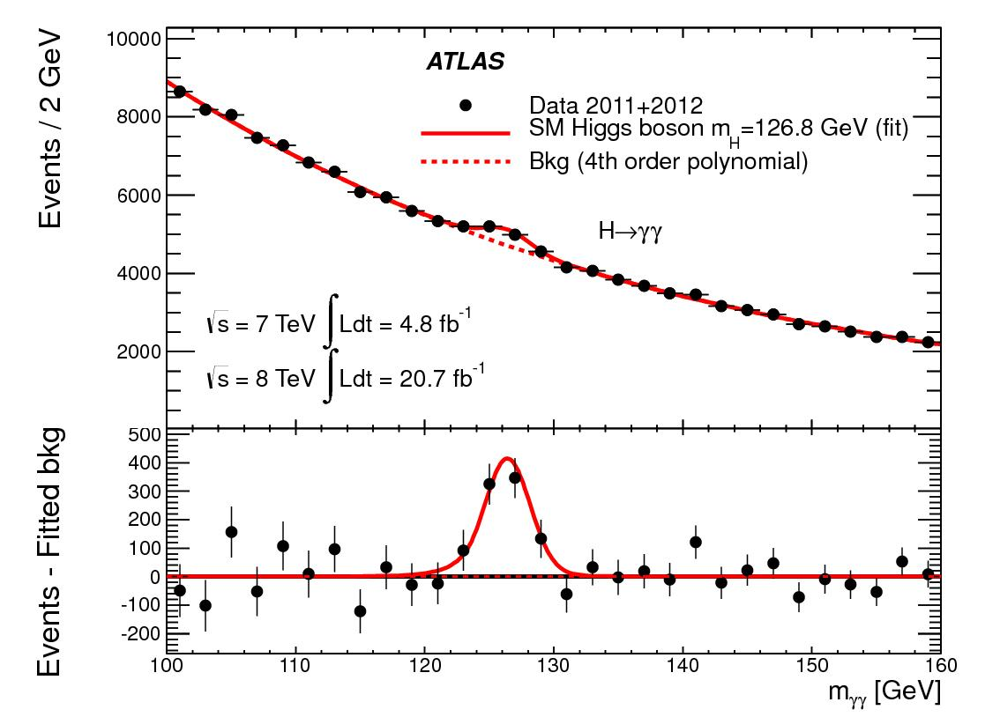 Events / 2 GeV
10000
8000
6000
4000
2000
ATLAS
Data 2011+2012
SM Higgs boson m_H=126.8 GeV (fit)
Bkg (4th order polynomial)
H→γγ
√s = 7 TeV ∫Ldt = 4.8 fb⁻¹
√s = 8 TeV ∫Ldt = 20.7 fb⁻¹
Events - Fitted bkg
500
400
300
200
100
0
-100
-200
100 110 120 130 140 150 160
m_γγ [GeV]